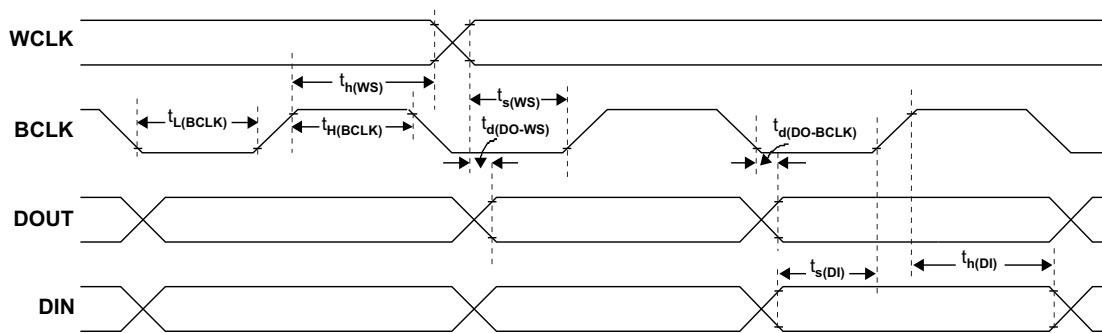 WCLK
th(WS)
ts(WS)
BCLK
tL(BCLK)
tH(BCLK)
td(DO-WS)
td(DO-BCLK)
DOUT
ts(DI)
th(DI)
DIN